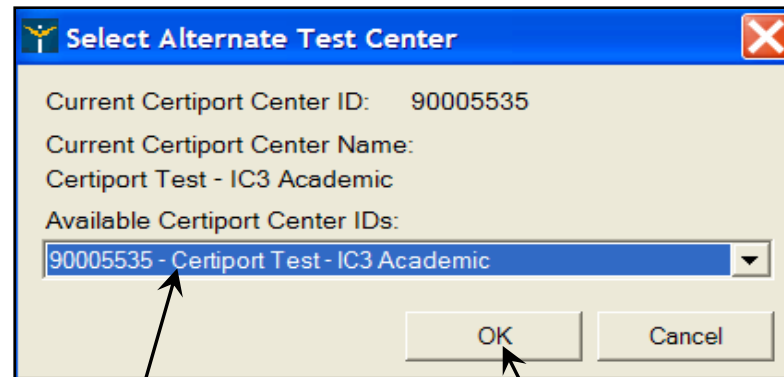 Select Alternate Test Center
Current Certiport Center ID: 90005535
Current Certiport Center Name:
Certiport Test - IC3 Academic
Available Certiport Center IDs:
90005535 - Certiport Test - IC3 Academic
OK Cancel